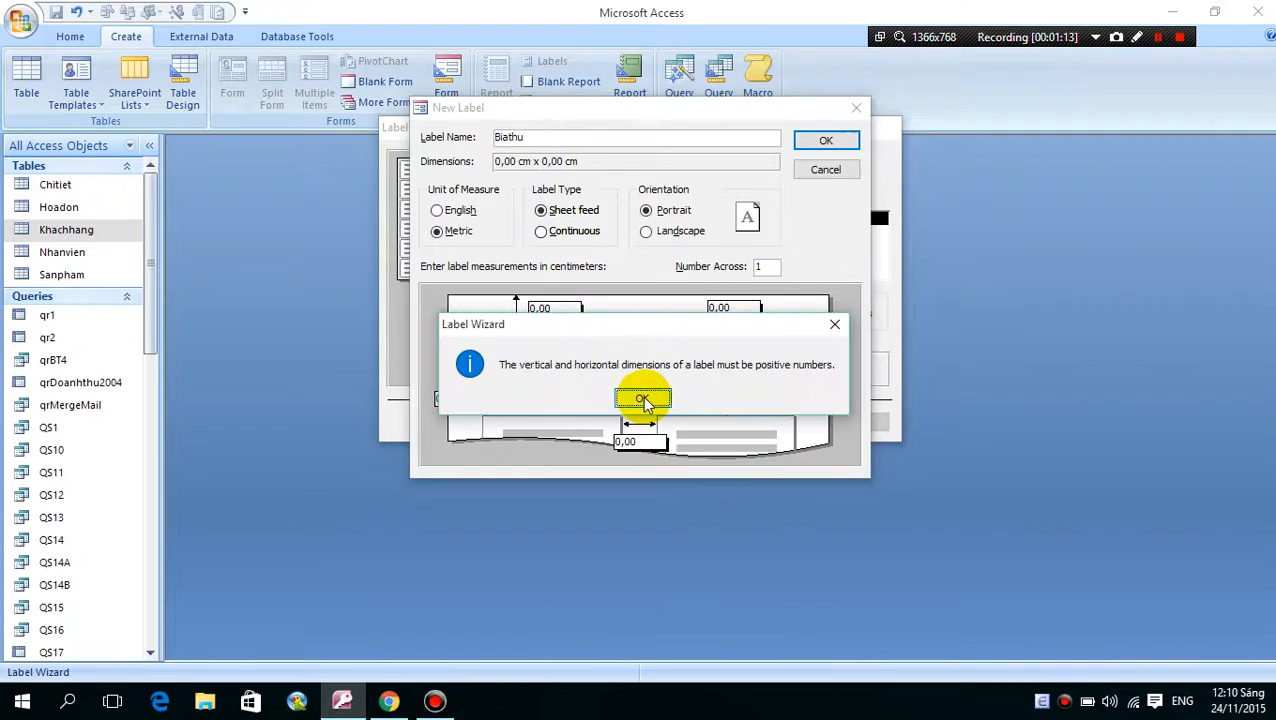 Microsoft Access
Home Create External Data Database Tools
1366x768 Recording [00:01:13]
Table
Table Templates
SharePoint Lists
Table Design
Tables
Form
Split Form
Multiple Items
PivotChart
Blank Form
More Form
Form
Forms
Report
Labels
Blank Report
Report
Query
Query
Macro
All Access Objects
Tables
Chitiet
Hoadon
Khachhang
Nhanvien
Sanpham
Queries
qr1
qr2
qrBT4
qrDoanhthu2004
qrMergeMail
QS1
QS10
QS11
QS12
QS13
QS14
QS14A
QS14B
QS15
QS16
QS17
Label
New Label
Label Name: Biathu
OK
Dimensions: 0,00 cm x 0,00 cm
Cancel
Unit of Measure
English
Metric
Label Type
Sheet feed
Continuous
Orientation
Portrait
Landscape
A
Enter label measurements in centimeters:
Number Across: 1
0,00
0,00
Label Wizard
The vertical and horizontal dimensions of a label must be positive numbers.
OK
0,00
Label Wizard
ENG
12:10 Sáng
24/11/2015